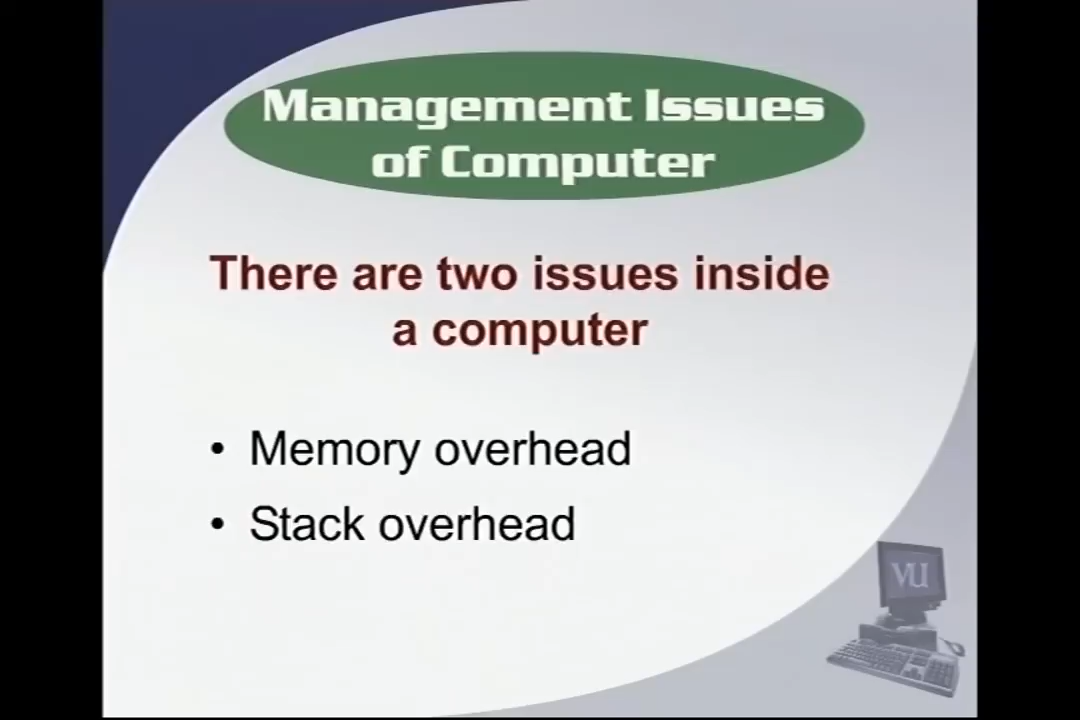 Management Issues
of Computer
There are two issues inside
a computer
• Memory overhead
• Stack overhead
VU